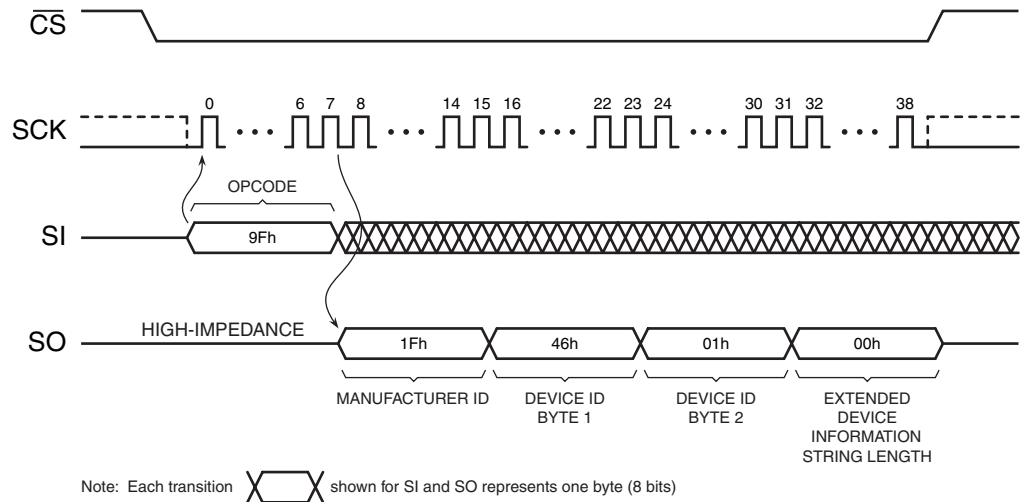 CS
0 6 7 8 14 15 16 22 23 24 30 31 32 38
SCK
OPCODE
SI
9Fh
HIGH-IMPEDANCE
SO
1Fh 46h 01h 00h
MANUFACTURER ID
DEVICE ID
BYTE 1
DEVICE ID
BYTE 2
EXTENDED
DEVICE
INFORMATION
STRING LENGTH
Note: Each transition shown for SI and SO represents one byte (8 bits)